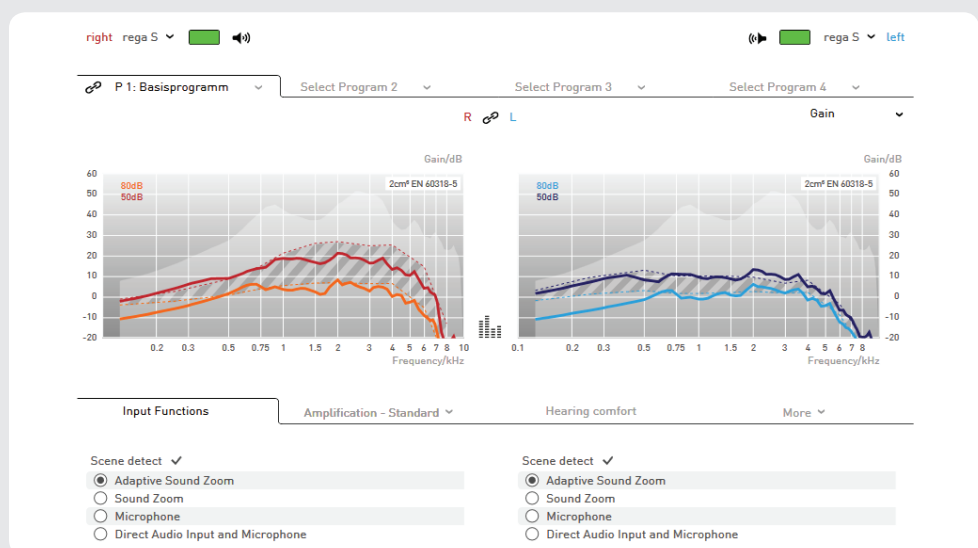 right rega S rega S left
P 1: Basisprogramm Select Program 2 Select Program 3 Select Program 4
R L Gain
Gain/dB Gain/dB
60 80dB 50dB 2cm³ EN 60318-5 80dB 50dB 2cm³ EN 60318-5 60
50 50
40 40
30 30
20 20
10 10
0 0
-10 -10
-20 -20
0.2 0.3 0.5 0.75 1 1.5 2 3 4 5 6 7 8 10 0.1 0.2 0.3 0.5 0.75 1 1.5 2 3 4 5 6 7 8
Frequency/kHz Frequency/kHz
Input Functions Amplification - Standard Hearing comfort More
Scene detect Scene detect
Adaptive Sound Zoom Adaptive Sound Zoom
Sound Zoom Sound Zoom
Microphone Microphone
Direct Audio Input and Microphone Direct Audio Input and Microphone